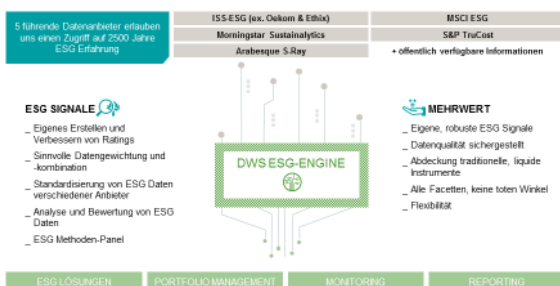 5 führende Datenanbieter erlauben
uns einen Zugriff auf 2500 Jahre
ESG Erfahrung
ISS-ESG (ex. Oekom & Ethix)
MSCI ESG
Morningstar Sustainalytics
S&P TruCost
Arabesque S-Ray
+ öffentlich verfügbare Informationen
ESG SIGNALE
_ Eigenes Erstellen und
Verbessern von Ratings
_ Sinnvolle Datengewichtung und
-kombination
_ Standardisierung von ESG Daten
verschiedener Anbieter
_ Analyse und Bewertung von ESG
Daten
_ ESG Methoden-Panel
DWS ESG-ENGINE
MEHRWERT
_ Eigene, robuste ESG Signale
_ Datenqualität sichergestellt
_ Abdeckung traditionelle, liquide
Instrumente
_ Alle Facetten, keine toten Winkel
_ Flexibilität
ESG LÖSUNGEN
PORTFOLIO MANAGEMENT
MONITORING
REPORTING